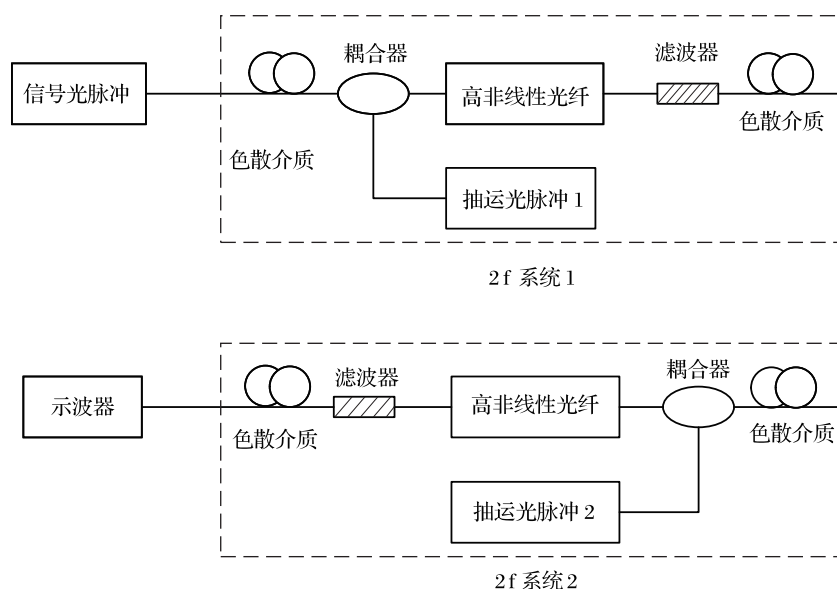 耦合器
滤波器
信号光脉冲
高非线性光纤
色散介质
色散介质
抽运光脉冲 1
2f 系统1
耦合器
滤波器
示波器
高非线性光纤
色散介质
色散介质
抽运光脉冲 2
2f 系统2